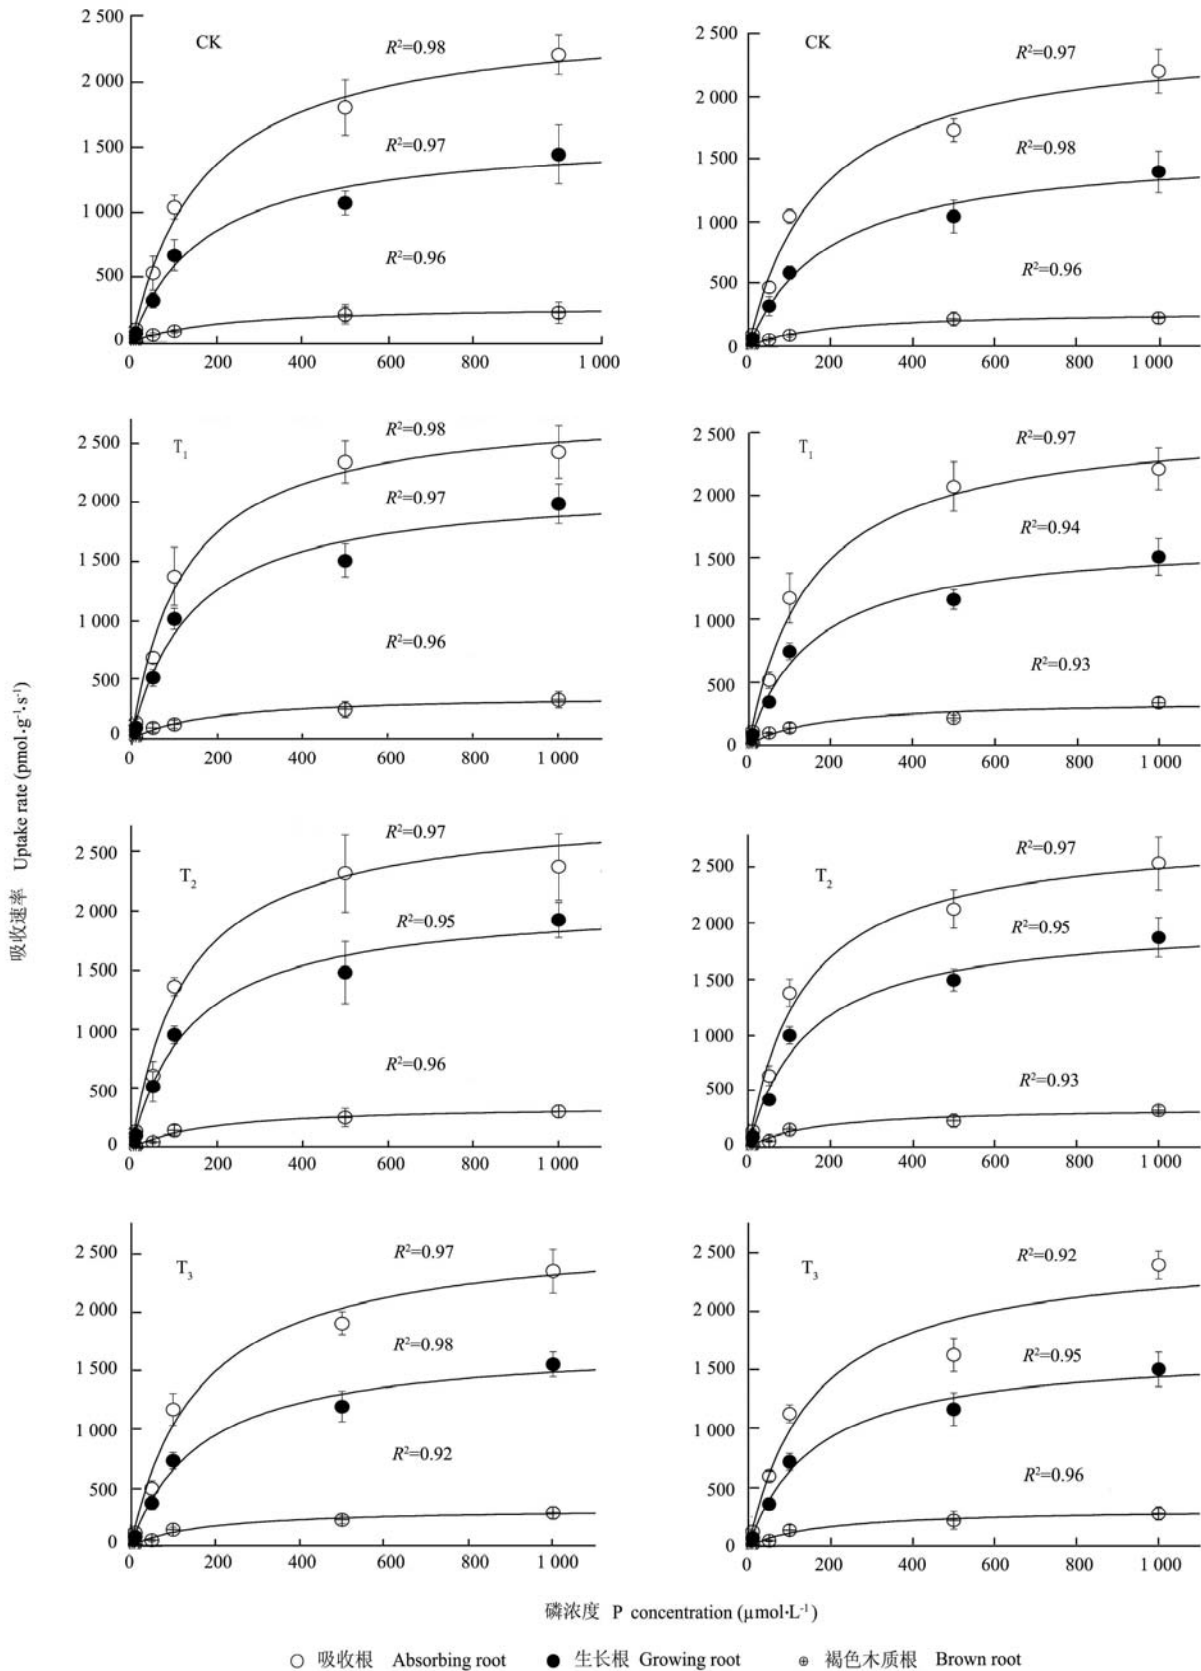 2 500
2 000
1 500
1 000
500
0
CK
R²=0.98
R²=0.97
R²=0.96
0 200 400 600 800 1 000
2 500
2 000
1 500
1 000
500
0
CK
R²=0.97
R²=0.98
R²=0.96
0 200 400 600 800 1 000
2 500
2 000
1 500
1 000
500
0
T₁
R²=0.98
R²=0.97
R²=0.96
0 200 400 600 800 1 000
2 500
2 000
1 500
1 000
500
0
T₁
R²=0.97
R²=0.94
R²=0.93
0 200 400 600 800 1 000
2 500
2 000
1 500
1 000
500
0
T₂
R²=0.97
R²=0.95
R²=0.96
0 200 400 600 800 1 000
2 500
2 000
1 500
1 000
500
0
T₂
R²=0.97
R²=0.95
R²=0.93
0 200 400 600 800 1 000
2 500
2 000
1 500
1 000
500
0
T₃
R²=0.97
R²=0.98
R²=0.92
0 200 400 600 800 1 000
2 500
2 000
1 500
1 000
500
0
T₃
R²=0.92
R²=0.95
R²=0.96
0 200 400 600 800 1 000
吸收速率 Uptake rate (pmol·g⁻¹·s⁻¹)
磷浓度 P concentration (µmol·L⁻¹)
吸收根 Absorbing root 生长根 Growing root 褐色木质根 Brown root